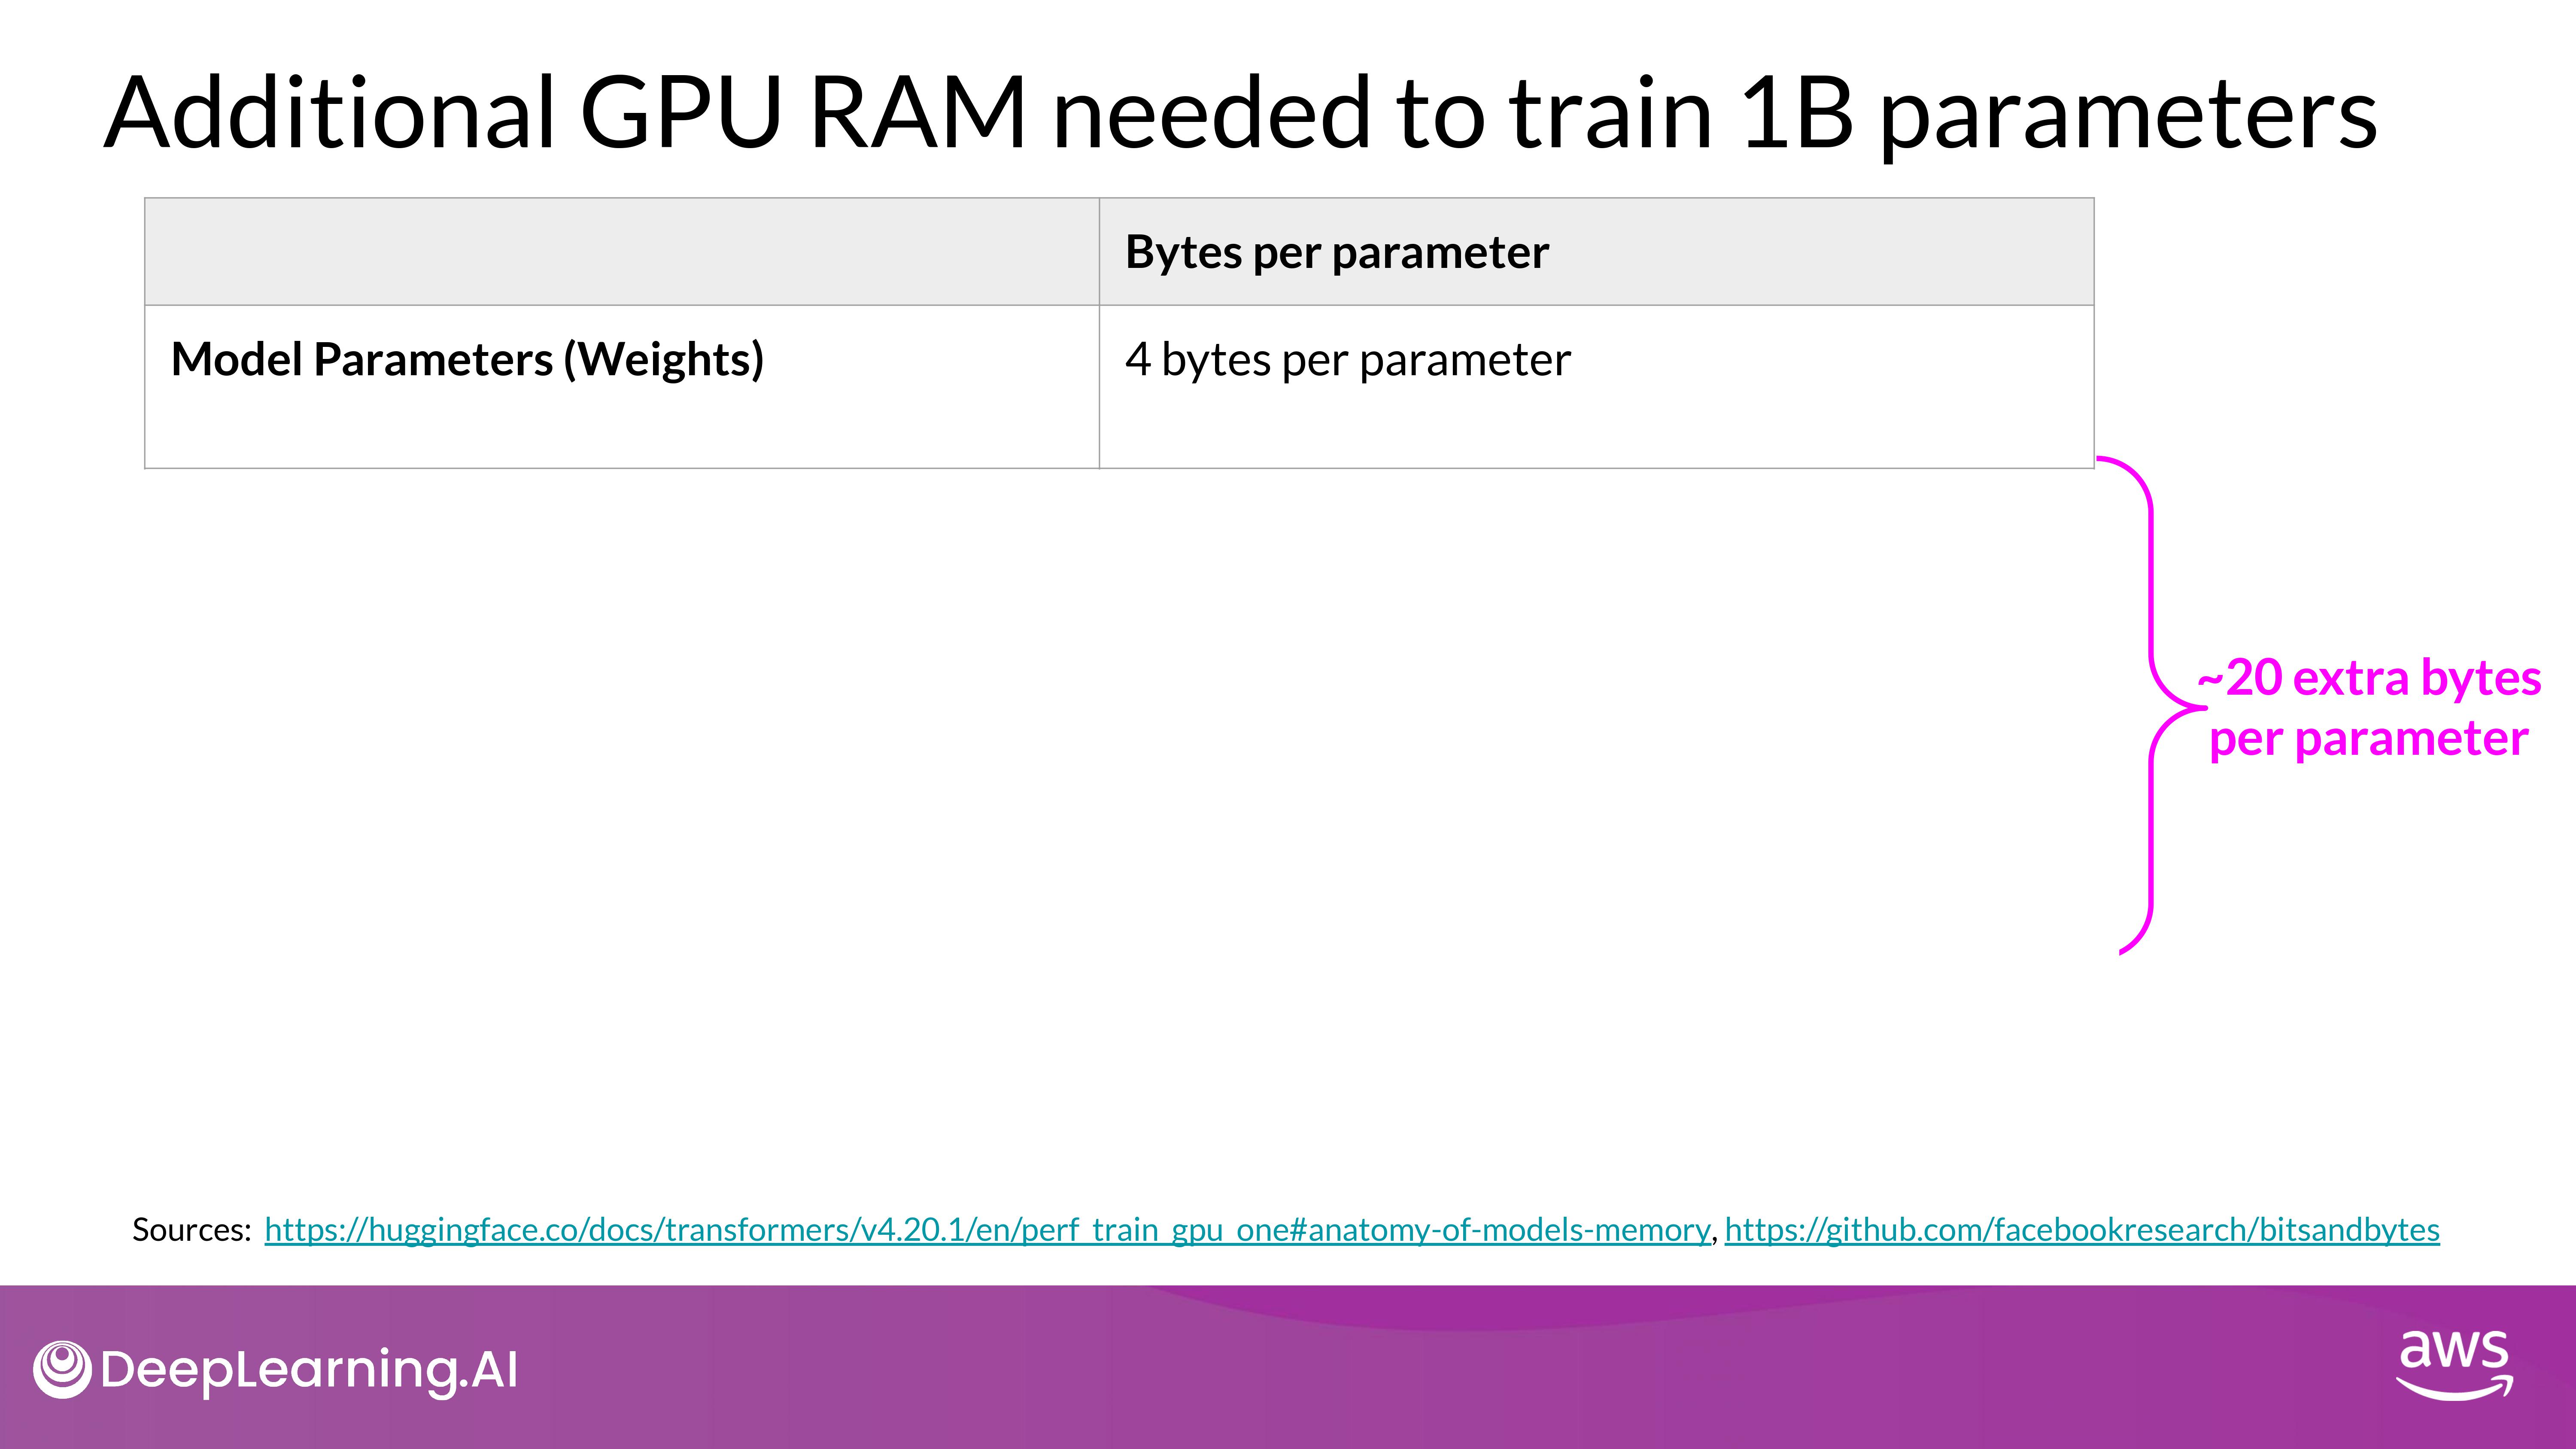 Additional GPU RAM needed to train 1B parameters
Bytes per parameter
Model Parameters (Weights) 4 bytes per parameter
~20 extra bytes
per parameter
Sources: https://huggingface.co/docs/transformers/v4.20.1/en/perf_train_gpu_one#anatomy-of-models-memory, https://github.com/facebookresearch/bitsandbytes
DeepLearning.AI
aws